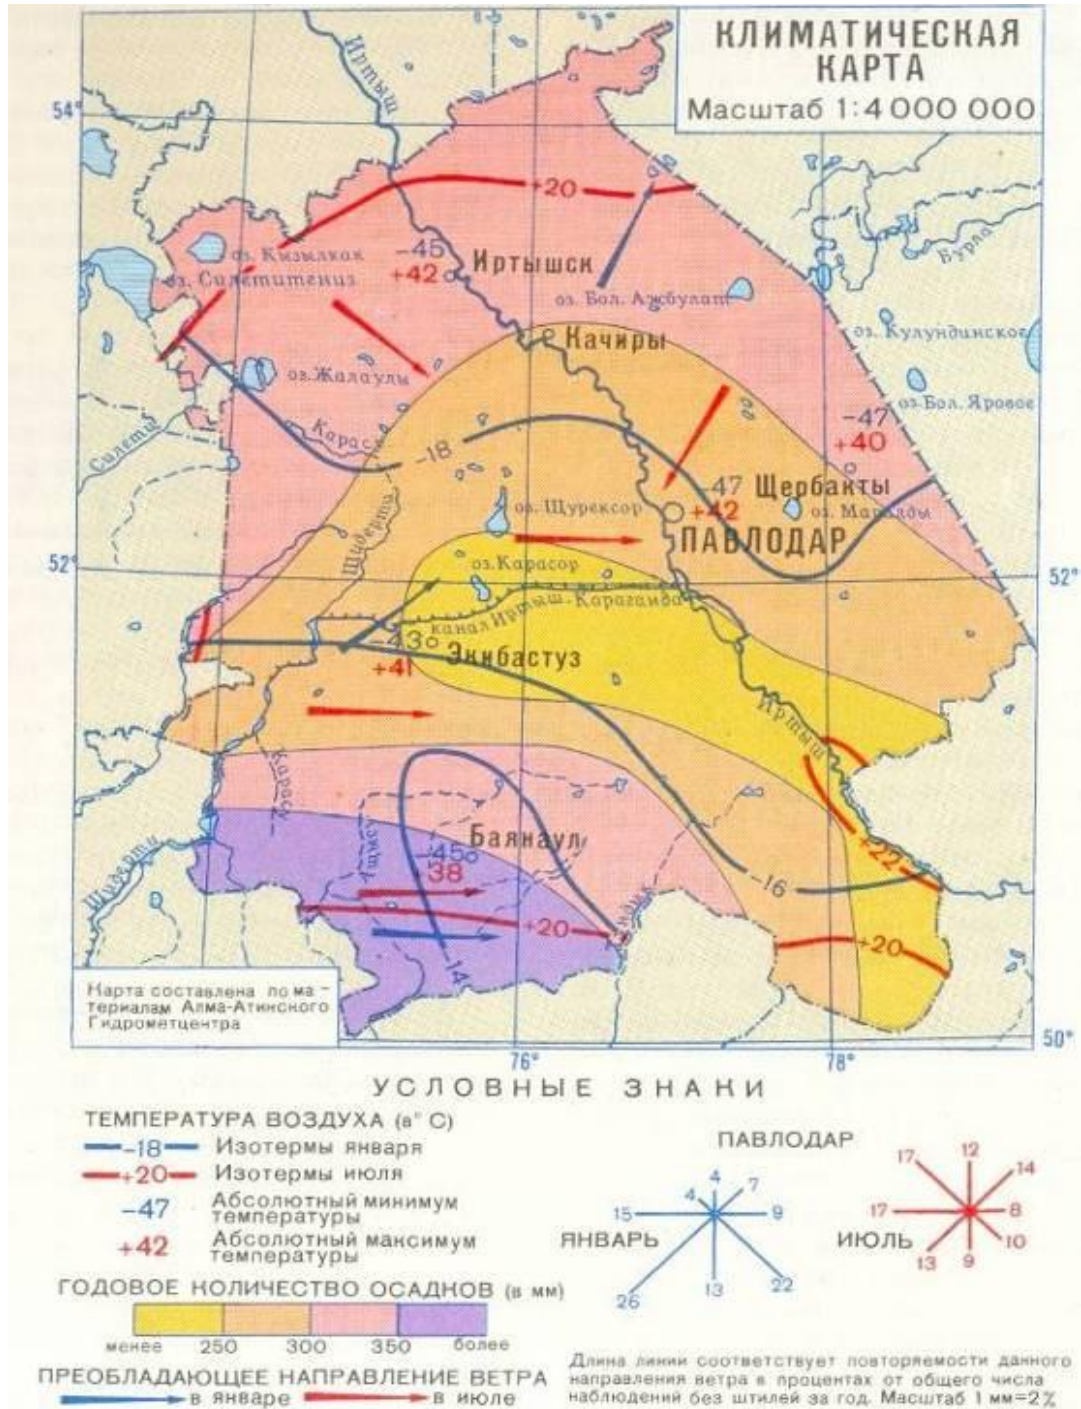 КЛИМАТИЧЕСКАЯ
КАРТА
Масштаб 1:4 000 000
Иртыш
54°
+20
оз. Кызылкак
оз. Силетитениз
-45
+42
Иртышск
оз. Бол. Ажбулат
Бурла
Качиры
оз. Кулундинское
оз. Жалаулы
оз. Бол. Яровое
Силети
Карасу
-18
-47
+40
-47
+42
Щербакты
оз. Маралды
оз. Щурексор
ПАВЛОДАР
Шидерты
52°
оз. Карасор
52°
канал Иртыш-Караганда
-43
Экибастуз
+41
Иртыш
Карасу
Баянаул
-45
38
Ащысу
+22
-16
Шидерты
+20
+20
-14
Карта составлена по ма-
териалам Алма-Атинского
Гидрометцентра
50°
76°
78°
УСЛОВНЫЕ ЗНАКИ
ТЕМПЕРАТУРА ВОЗДУХА (в° С)
-18 Изотермы января
+20 Изотермы июля
-47 Абсолютный минимум
температуры
+42 Абсолютный максимум
температуры
ГОДОВОЕ КОЛИЧЕСТВО ОСАДКОВ (в мм)
менее 250 300 350 более
ПРЕОБЛАДАЮЩЕЕ НАПРАВЛЕНИЕ ВЕТРА
в январе в июле
ПАВЛОДАР
4
4 7
15 9
ЯНВАРЬ
26 13 22
12
17 14
17 8
ИЮЛЬ
13 9 10
Длина линии соответствует повторяемости данного
направления ветра в процентах от общего числа
наблюдений без штилей за год. Масштаб 1 мм=2%